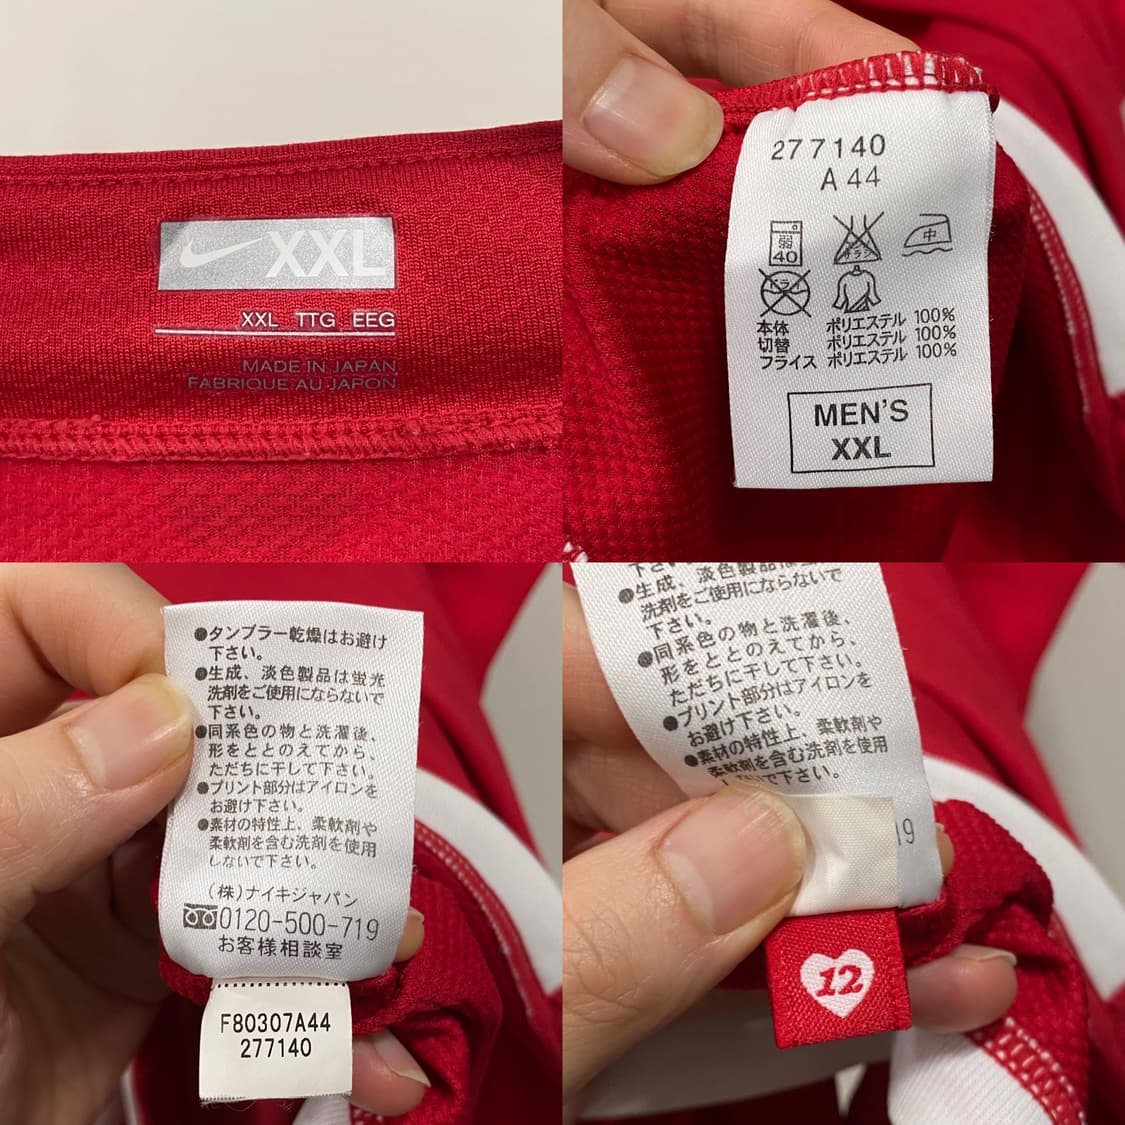 XXL
XXL TTG EEG
MADE IN JAPAN
FABRIQUE AU JAPON
277140
A 44
弱
40
中
本体 ポリエステル 100%
切替 ポリエステル 100%
フライス ポリエステル 100%
MEN'S
XXL
●タンブラー乾燥はお避け
下さい。
●生成、淡色製品は蛍光
洗剤をご使用にならないで
下さい。
●同系色の物と洗濯後、
形をととのえてから、
ただちに干して下さい。
●プリント部分はアイロンを
お避け下さい。
●素材の特性上、柔軟剤や
柔軟剤を含む洗剤を使用
しないで下さい。
(株)ナイキジャパン
0120-500-719
お客様相談室
F80307A44
277140
下さい。
●生成、淡色製品は
洗剤をご使用にならないで
下さい。
●同系色の物と洗濯後、
形をととのえてから、
ただちに干して下さい。
●プリント部分はアイロンを
お避け下さい。
●素材の特性上、柔軟剤や
柔軟剤を含む洗剤を使用
いで下さい。
19
12